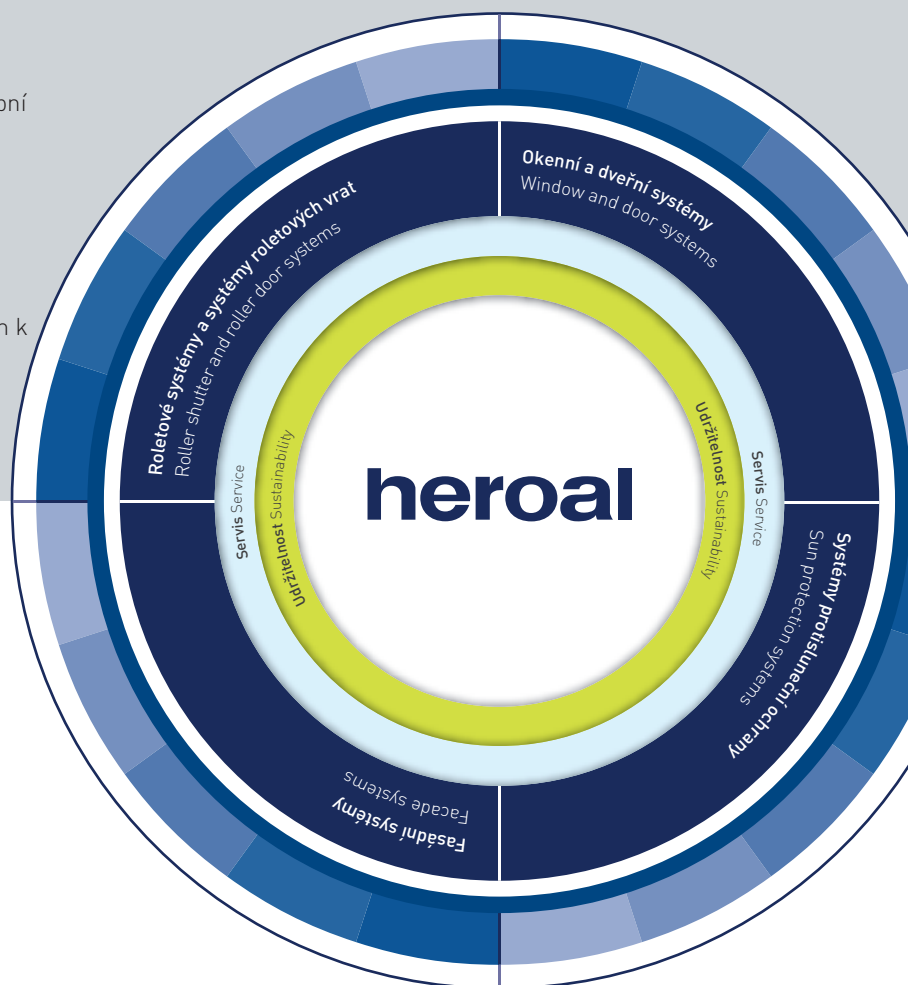 Okenní a dveřní systémy
Window and door systems
Roletové systémy a systémy roletových vrat
Roller shutter and roller door systems
Servis Service
Udržitelnost Sustainability
heroal
Udržitelnost Sustainability
Servis Service
Systémy protisluneční ochrany
Sun protection systems
Facade systems
Fasádní systémy